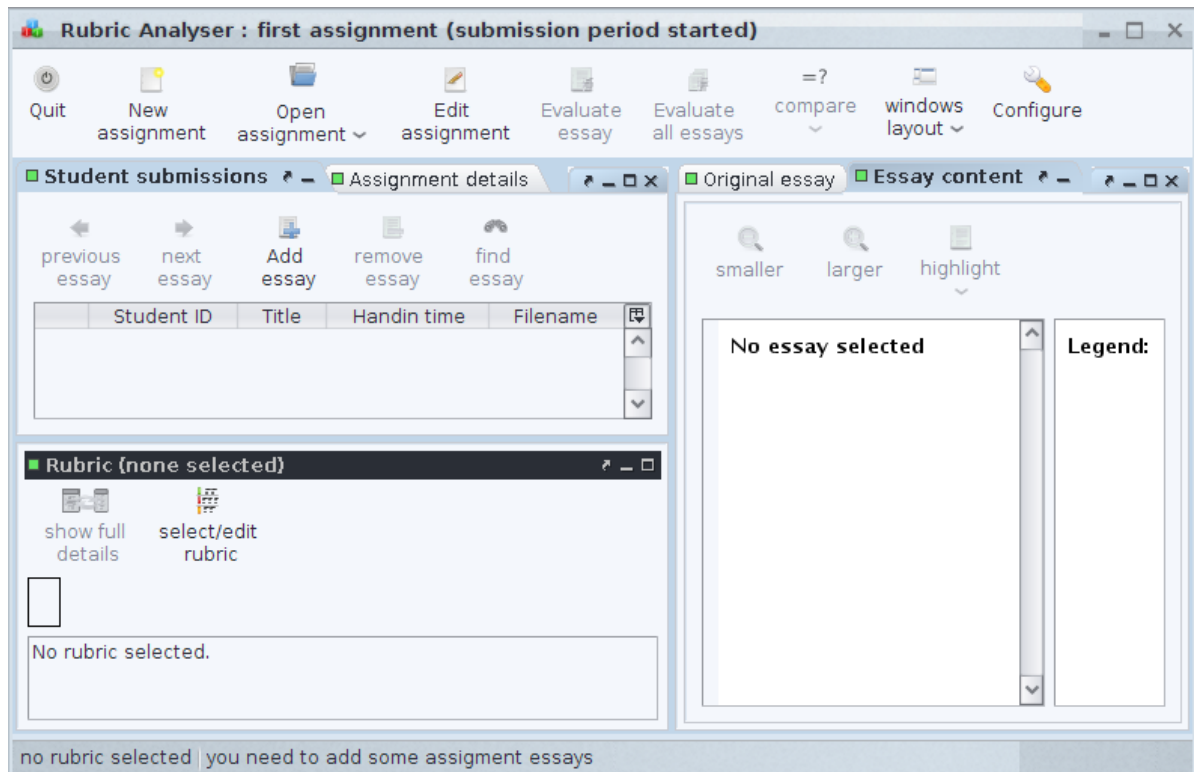 Rubric Analyser : first assignment (submission period started)
Quit
New assignment
Open assignment
Edit assignment
Evaluate essay
Evaluate all essays
=?
compare
windows layout
Configure
Student submissions
Assignment details
Original essay
Essay content
previous essay
next essay
Add essay
remove essay
find essay
smaller
larger
highlight
Student ID Title Handin time Filename
No essay selected
Legend:
Rubric (none selected)
show full details
select/edit rubric
No rubric selected.
no rubric selected you need to add some assigment essays